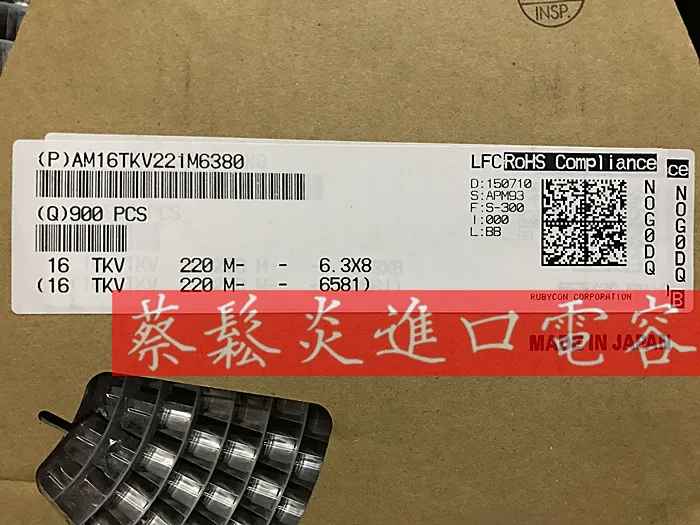 INSP.
(P)AM16TKV221M6380
(Q)900 PCS
16 TKV 220 M- - 6.3X8
(16 TKV 220 M- - 6581)
LFC RoHS Compliance
D:150710
S:APM93
F:S-300
I:000
L:BB
NOG0DQ
RUBYCON CORPORATION
ce
NOG0DQ
B
蔡鬆炎進口電容
MADE IN JAPAN